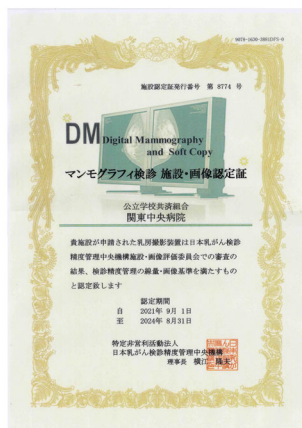 施設認定証発行番号 第 8774 号
DM Digital Mammography
and Soft Copy
マンモグラフィ検診 施設・画像認定証
公立学校共済組合
関東中央病院
貴施設が申請された乳房撮影装置は日本乳がん検診
精度管理中央機構施設・画像評価委員会での審査の
結果、検診精度管理の線量・画像基準を満たすもの
と認定致します
認定期間
自 2021年 9月 1日
至 2024年 8月31日
特定非営利活動法人
日本乳がん検診精度管理中央機構
理事長 横江 隆夫